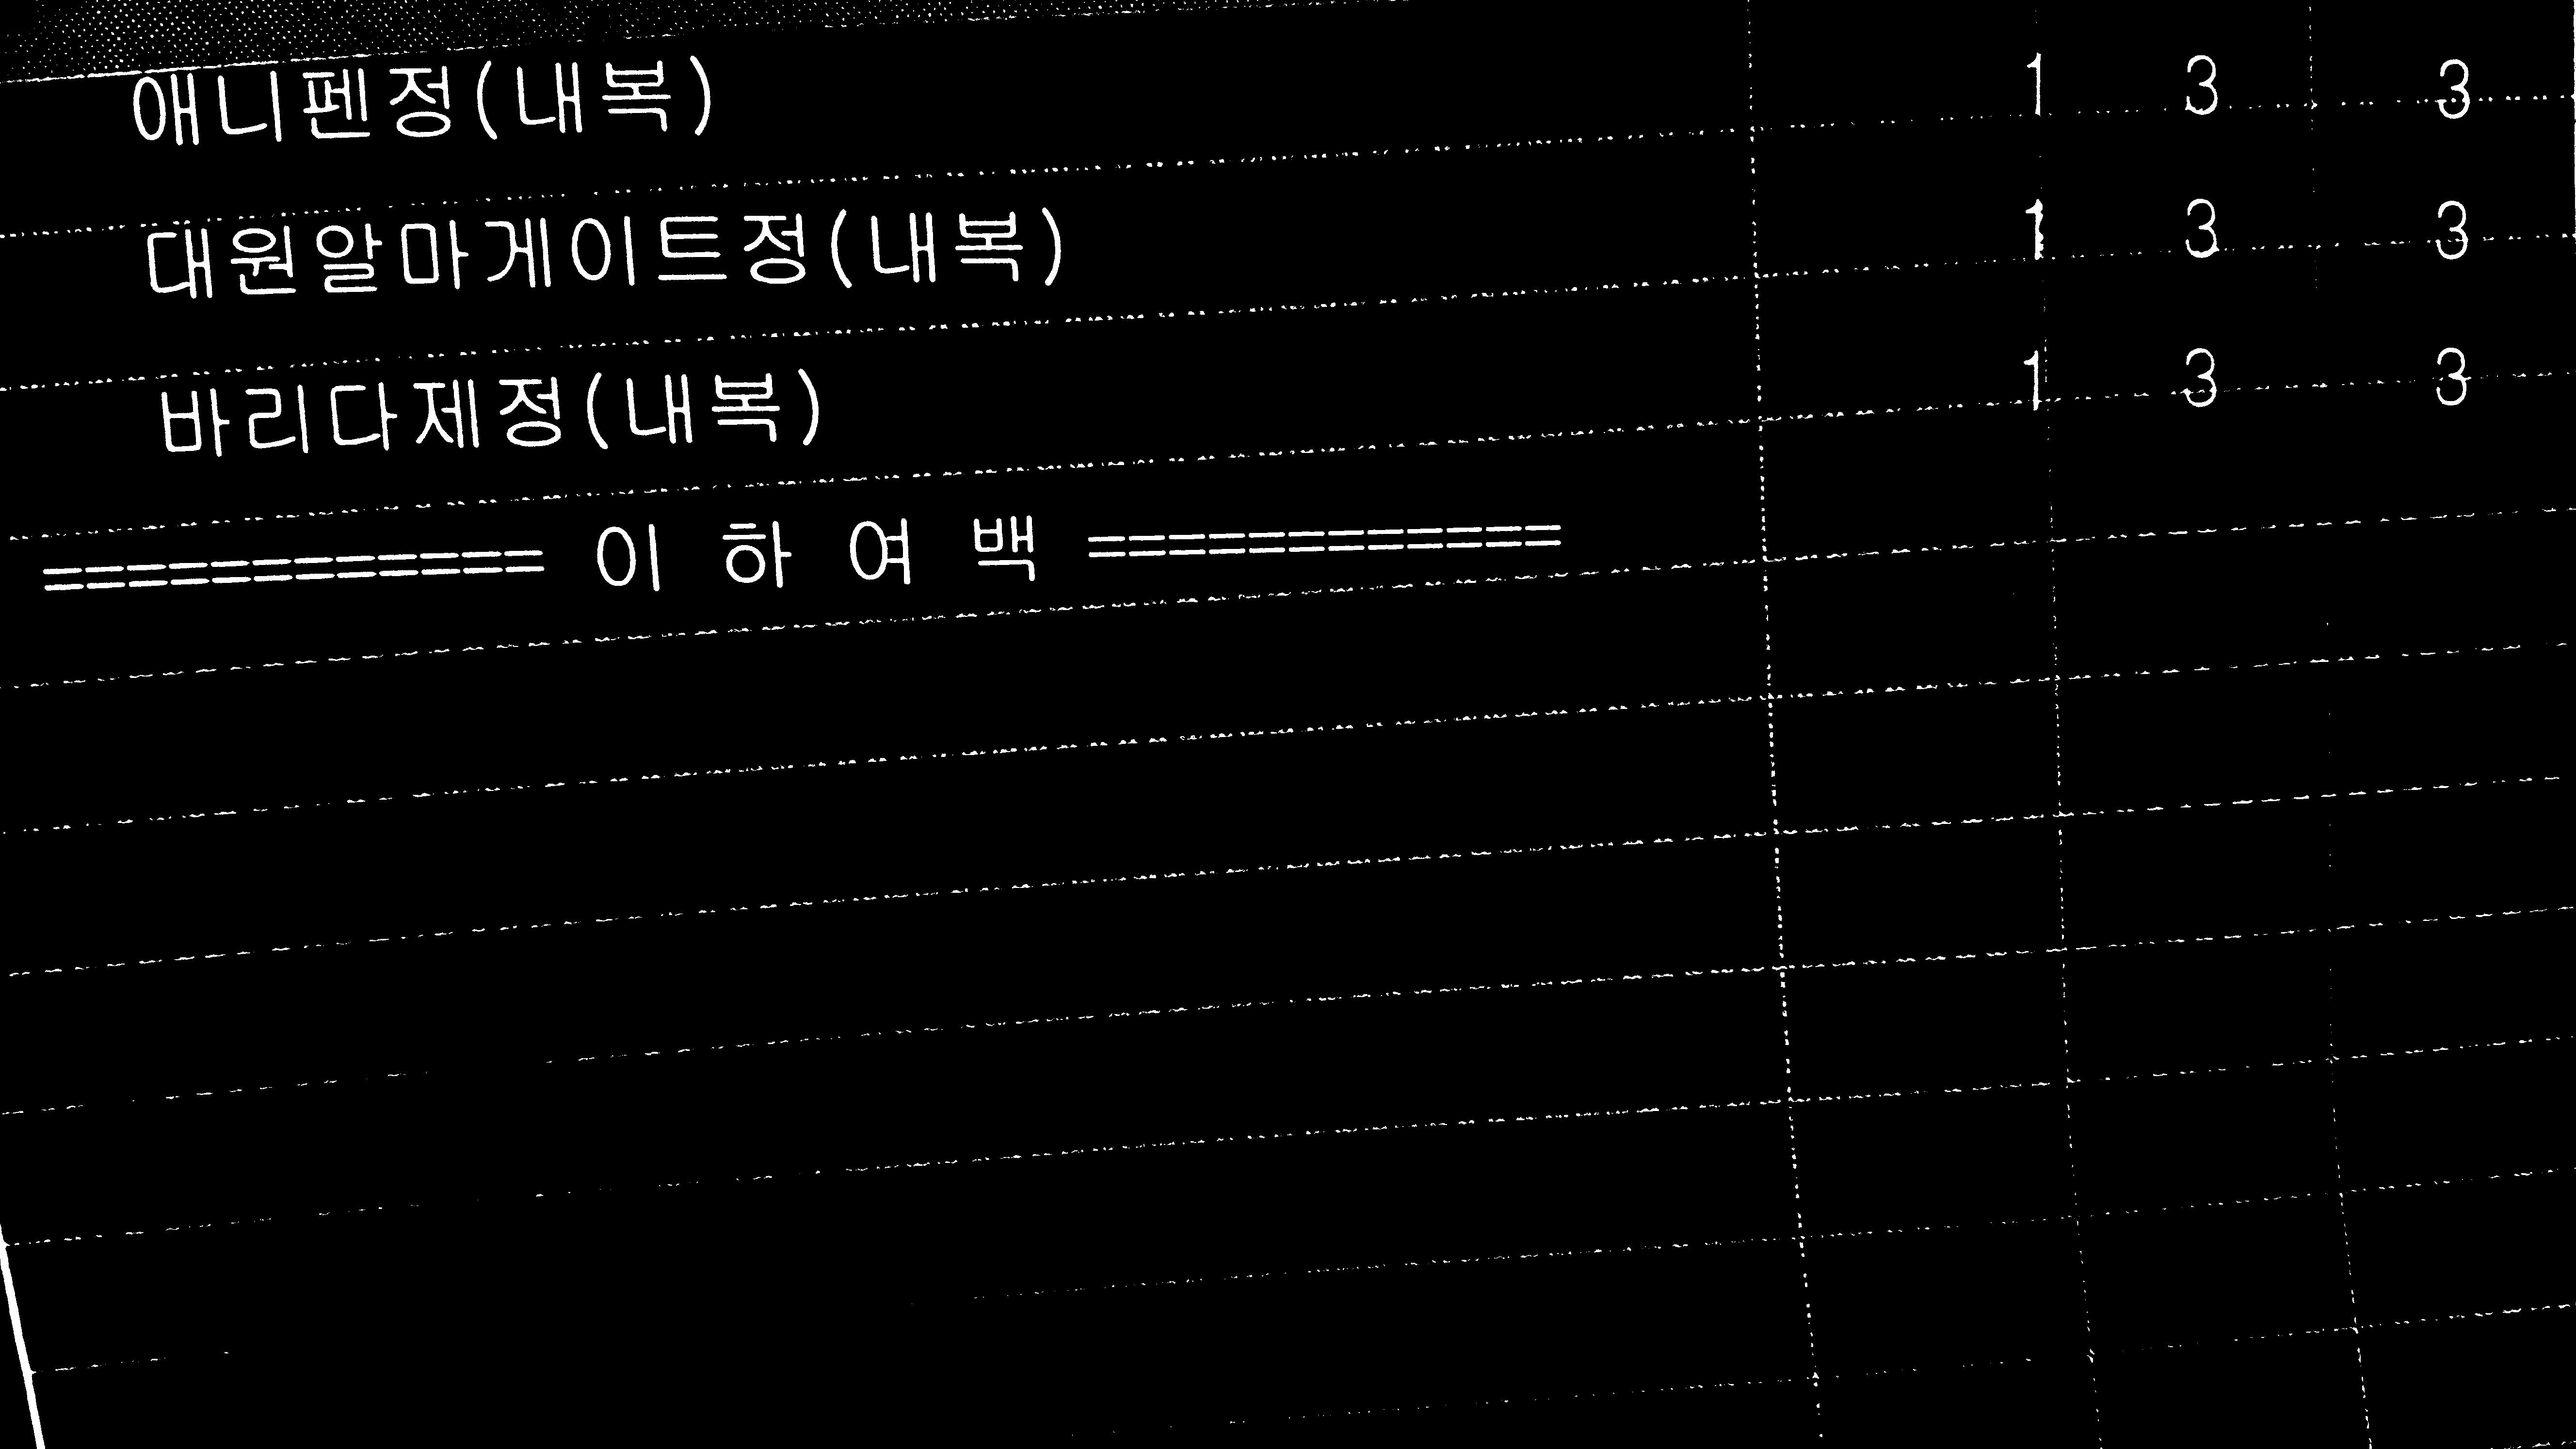 애니펜정(내복) 1 3 3
대원알마게이트정(내복) 1 3 3
바리다제정(내복) 1 3 3
============ 이 하 여 백 ============